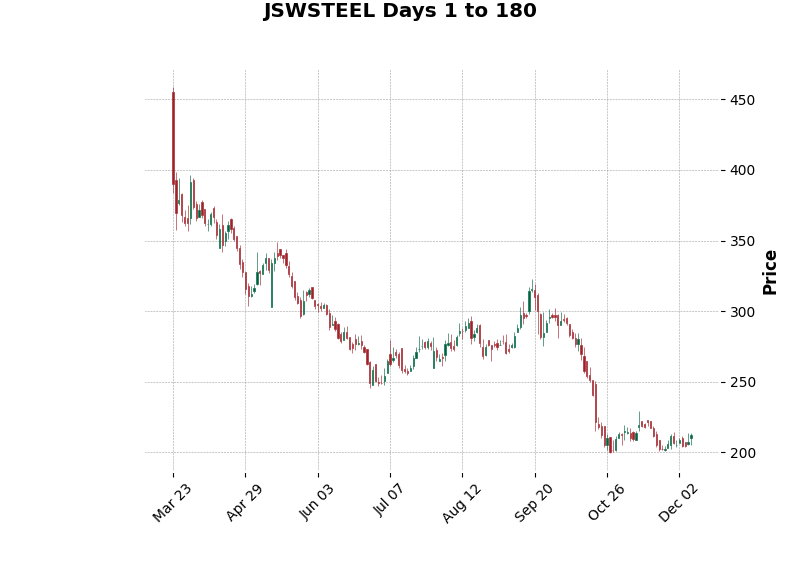 JSWSTEEL Days 1 to 180
450
400
350
300
250
200
Price
Mar 23
Apr 29
Jun 03
Jul 07
Aug 12
Sep 20
Oct 26
Dec 02